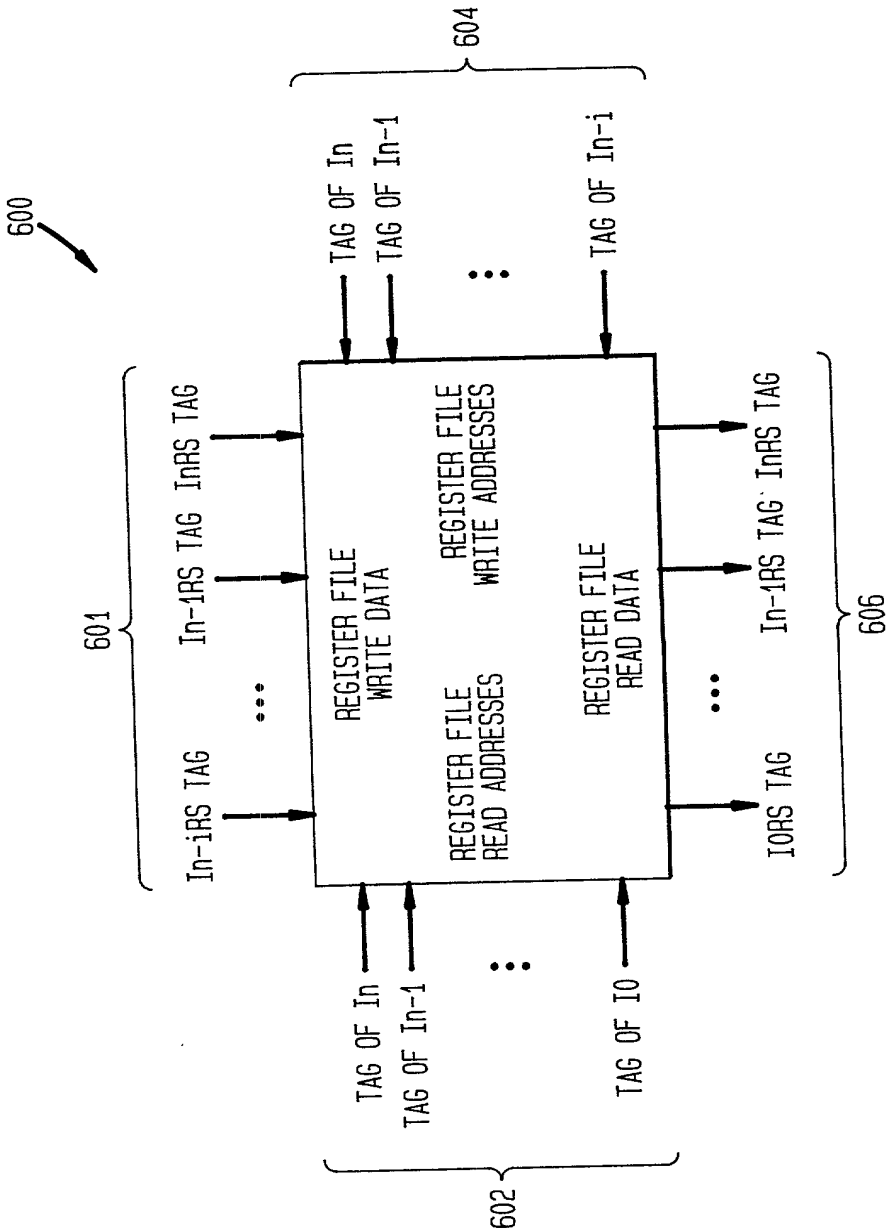 600
601
In-iRS TAG
In-1RS TAG
InRS TAG
REGISTER FILE
WRITE DATA
TAG OF In
TAG OF In-1
TAG OF I0
602
REGISTER FILE
READ ADDRESSES
REGISTER FILE
WRITE ADDRESSES
TAG OF In
TAG OF In-1
TAG OF In-i
604
REGISTER FILE
READ DATA
I0RS TAG
In-1RS TAG
InRS TAG
606